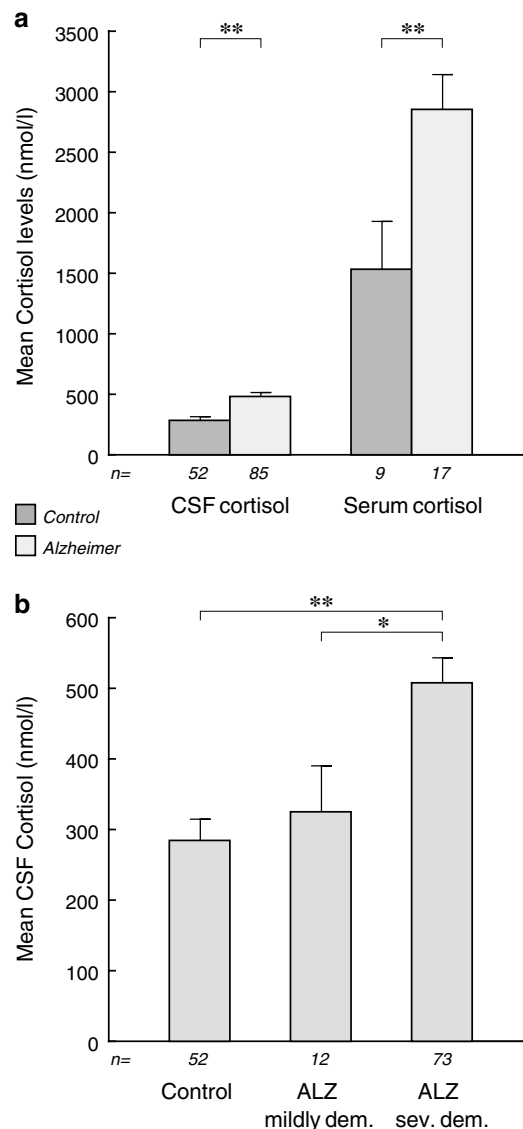 a
** **
Mean Cortisol levels (nmol/l)
3500
3000
2500
2000
1500
1000
500
0
n= 52 85 9 17
CSF cortisol Serum cortisol
Control
Alzheimer
b
**
*
Mean CSF Cortisol (nmol/l)
600
500
400
300
200
100
0
n= 52 12 73
Control ALZ ALZ
mildly dem. sev. dem.